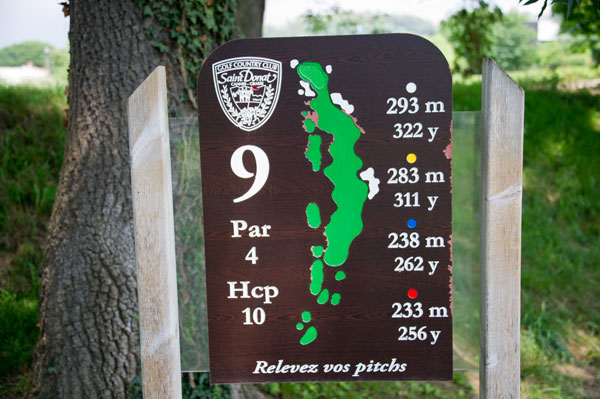 GOLF COUNTRY CLUB
Saint Donat
9
Par
4
Hcp
10
293 m
322 y
283 m
311 y
238 m
262 y
233 m
256 y
Relevez vos pitchs